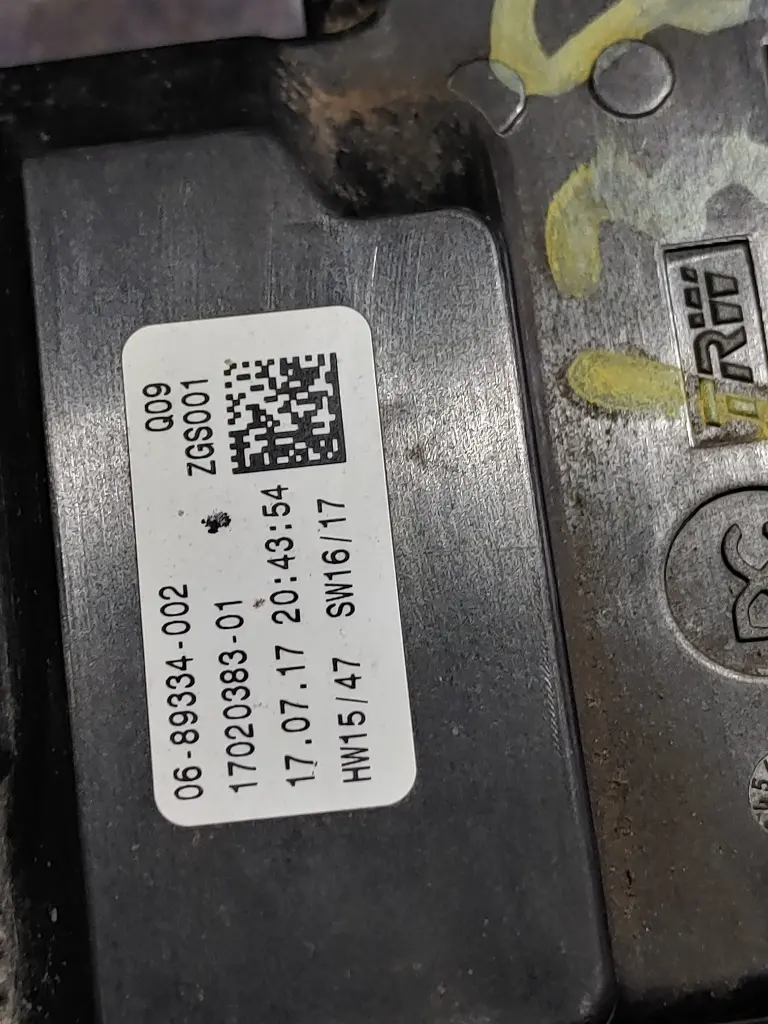 06-89334-002 Q09
17020383-01 ZGS001
17.07.17 20:43:54
HW15/47 SW16/17
TRW